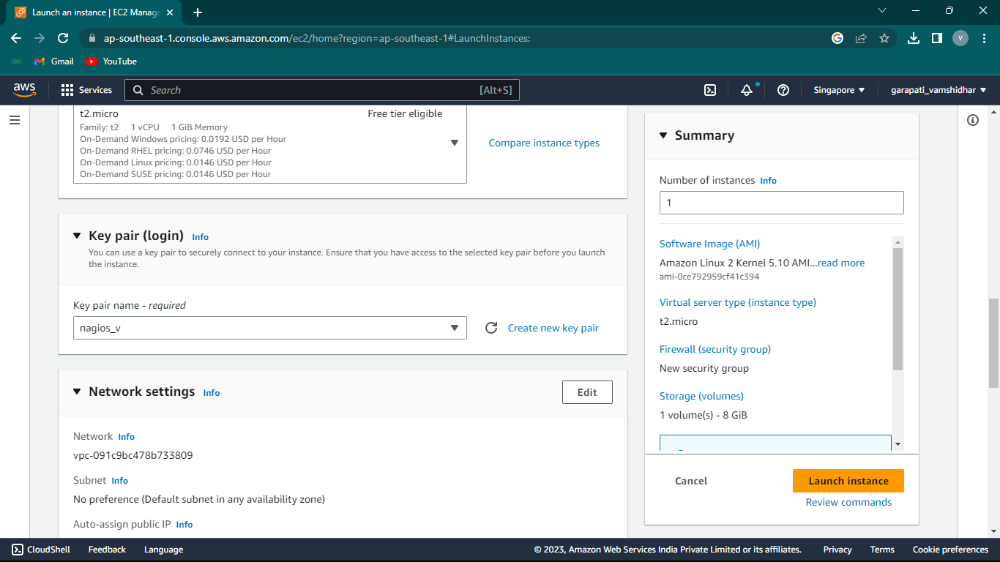 Launch an instance | EC2 Manage
ap-southeast-1.console.aws.amazon.com/ec2/home?region=ap-southeast-1#LaunchInstances:
V
Gmail
YouTube
aws
Services
Search
[Alt+S]
Singapore
garapati_vamshidhar
t2.micro
Free tier eligible
Family: t2 1 vCPU 1 GiB Memory
On-Demand Windows pricing: 0.0192 USD per Hour
On-Demand RHEL pricing: 0.0746 USD per Hour
On-Demand Linux pricing: 0.0146 USD per Hour
On-Demand SUSE pricing: 0.0146 USD per Hour
Compare instance types
Key pair (login) Info
You can use a key pair to securely connect to your instance. Ensure that you have access to the selected key pair before you launch
the instance.
Key pair name - required
nagios_v
Create new key pair
Network settings Info
Edit
Network Info
vpc-091c9bc478b733809
Subnet Info
No preference (Default subnet in any availability zone)
Auto-assign public IP Info
Summary
Number of instances Info
1
Software Image (AMI)
Amazon Linux 2 Kernel 5.10 AMI...read more
ami-0ce792959cf41c394
Virtual server type (instance type)
t2.micro
Firewall (security group)
New security group
Storage (volumes)
1 volume(s) - 8 GiB
Cancel
Launch instance
Review commands
CloudShell
Feedback
Language
© 2023, Amazon Web Services India Private Limited or its affiliates.
Privacy
Terms
Cookie preferences